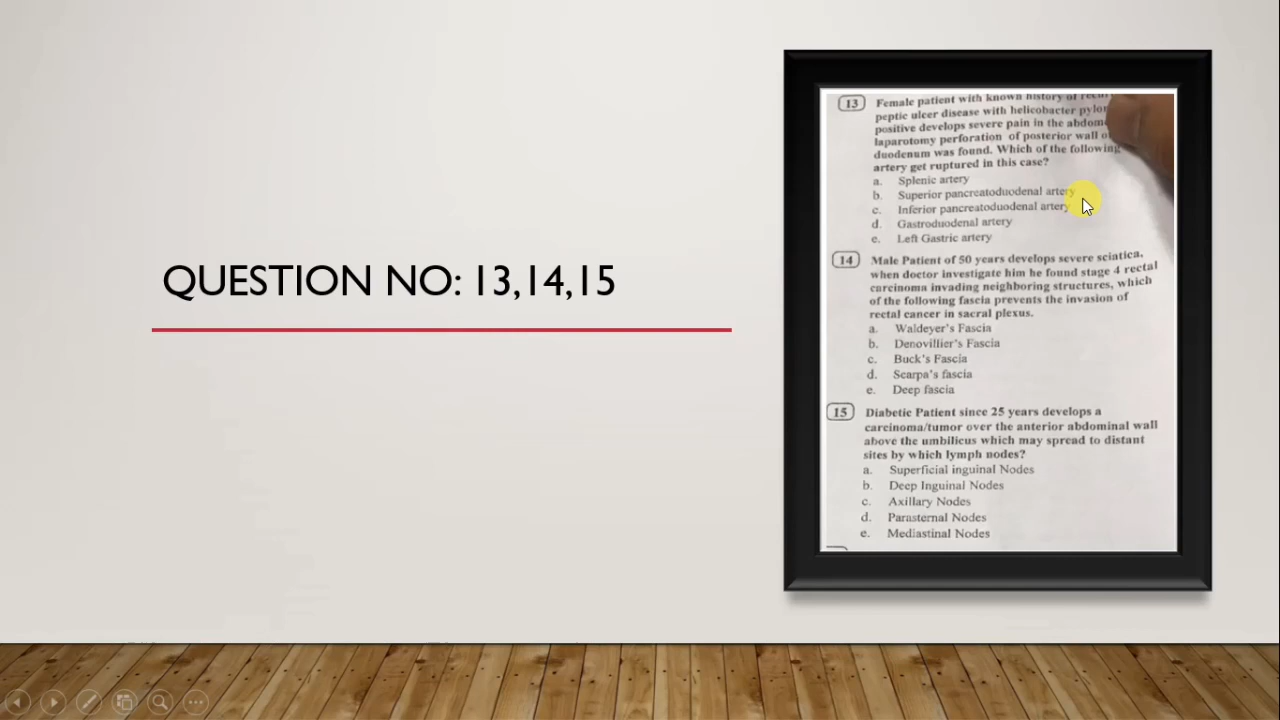 QUESTION NO: 13,14,15
13 Female patient with known history of
peptic ulcer disease with helicobacter
positive develops severe pain in the
laparotomy perforation of posterior wall
duodenum was found. Which of the following
artery get ruptured in this case?
a. Splenic artery
b. Superior pancreatoduodenal artery
c. Inferior pancreatoduodenal artery
d. Gastroduodenal artery
e. Left Gastric artery
14 Male Patient of 50 years develops severe sciatica,
when doctor investigate him he found stage 4 rectal
carcinoma invading neighboring structures, which
of the following fascia prevents the invasion of
rectal cancer in sacral plexus.
a. Waldeyer's Fascia
b. Denovillier's Fascia
c. Buck's Fascia
d. Scarpa's fascia
e. Deep fascia
15 Diabetic Patient since 25 years develops a
carcinoma/tumor over the anterior abdominal wall
above the umbilicus which may spread to distant
sites by which lymph nodes?
a. Superficial inguinal Nodes
b. Deep Inguinal Nodes
c. Axillary Nodes
d. Parasternal Nodes
e. Mediastinal Nodes